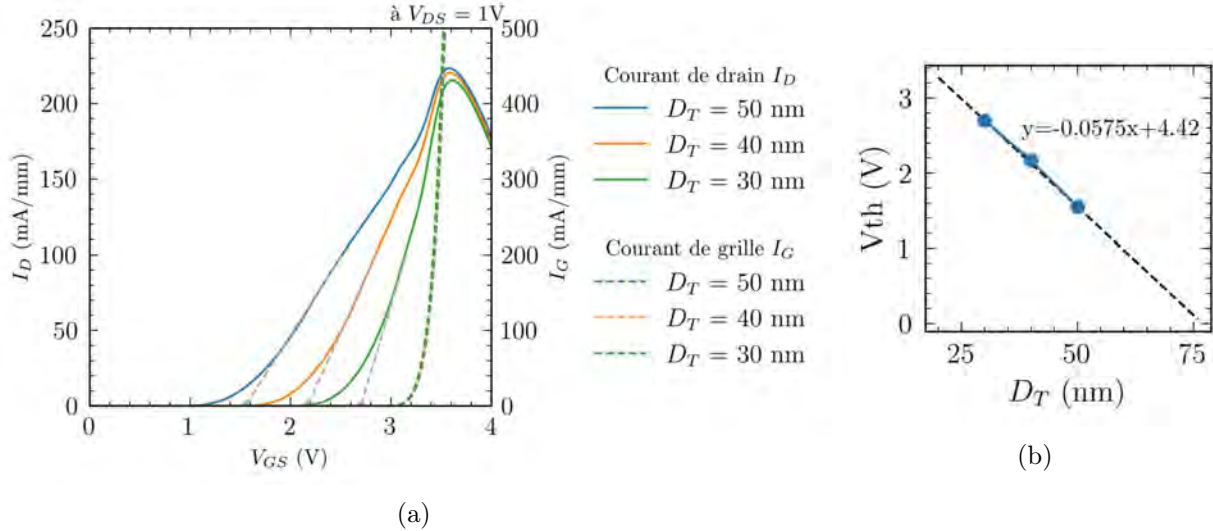 à V_DS = 1V
250
200
150
100
50
0
I_D (mA/mm)
500
400
300
200
100
0
I_G (mA/mm)
0
1
2
3
4
V_GS (V)
(a)
Courant de drain I_D
D_T = 50 nm
D_T = 40 nm
D_T = 30 nm
Courant de grille I_G
D_T = 50 nm
D_T = 40 nm
D_T = 30 nm
y=-0.0575x+4.42
3
2
1
0
Vth (V)
25
50
75
D_T (nm)
(b)